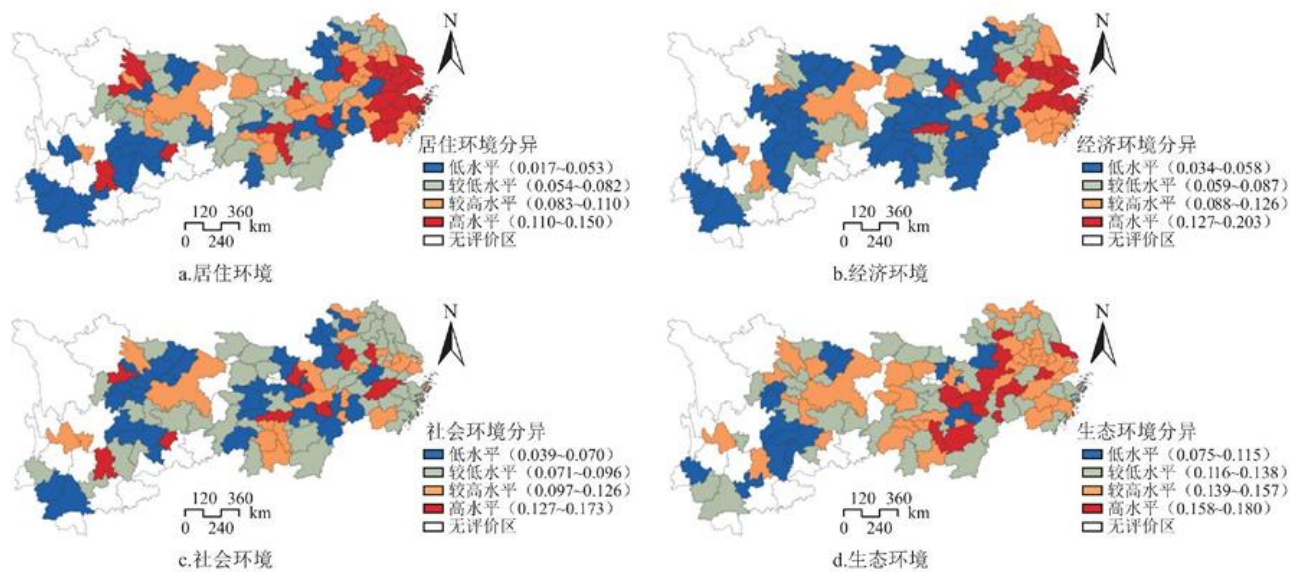 N
居住环境分异
低水平（0.017~0.053）
较低水平（0.054~0.082）
较高水平（0.083~0.110）
高水平（0.110~0.150）
无评价区
120 360
0 240
km
a.居住环境
N
经济环境分异
低水平（0.034~0.058）
较低水平（0.059~0.087）
较高水平（0.088~0.126）
高水平（0.127~0.203）
无评价区
120 360
0 240
km
b.经济环境
N
社会环境分异
低水平（0.039~0.070）
较低水平（0.071~0.096）
较高水平（0.097~0.126）
高水平（0.127~0.173）
无评价区
120 360
0 240
km
c.社会环境
N
生态环境分异
低水平（0.075~0.115）
较低水平（0.116~0.138）
较高水平（0.139~0.157）
高水平（0.158~0.180）
无评价区
120 360
0 240
km
d.生态环境